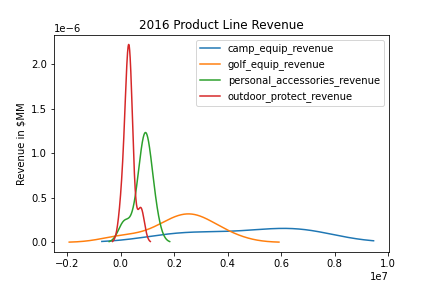 2016 Product Line Revenue
1e−6
camp_equip_revenue
golf_equip_revenue
personal_accessories_revenue
outdoor_protect_revenue
Revenue in $MM
2.0
1.5
1.0
0.5
0.0
−0.2 0.0 0.2 0.4 0.6 0.8 1.0
1e7